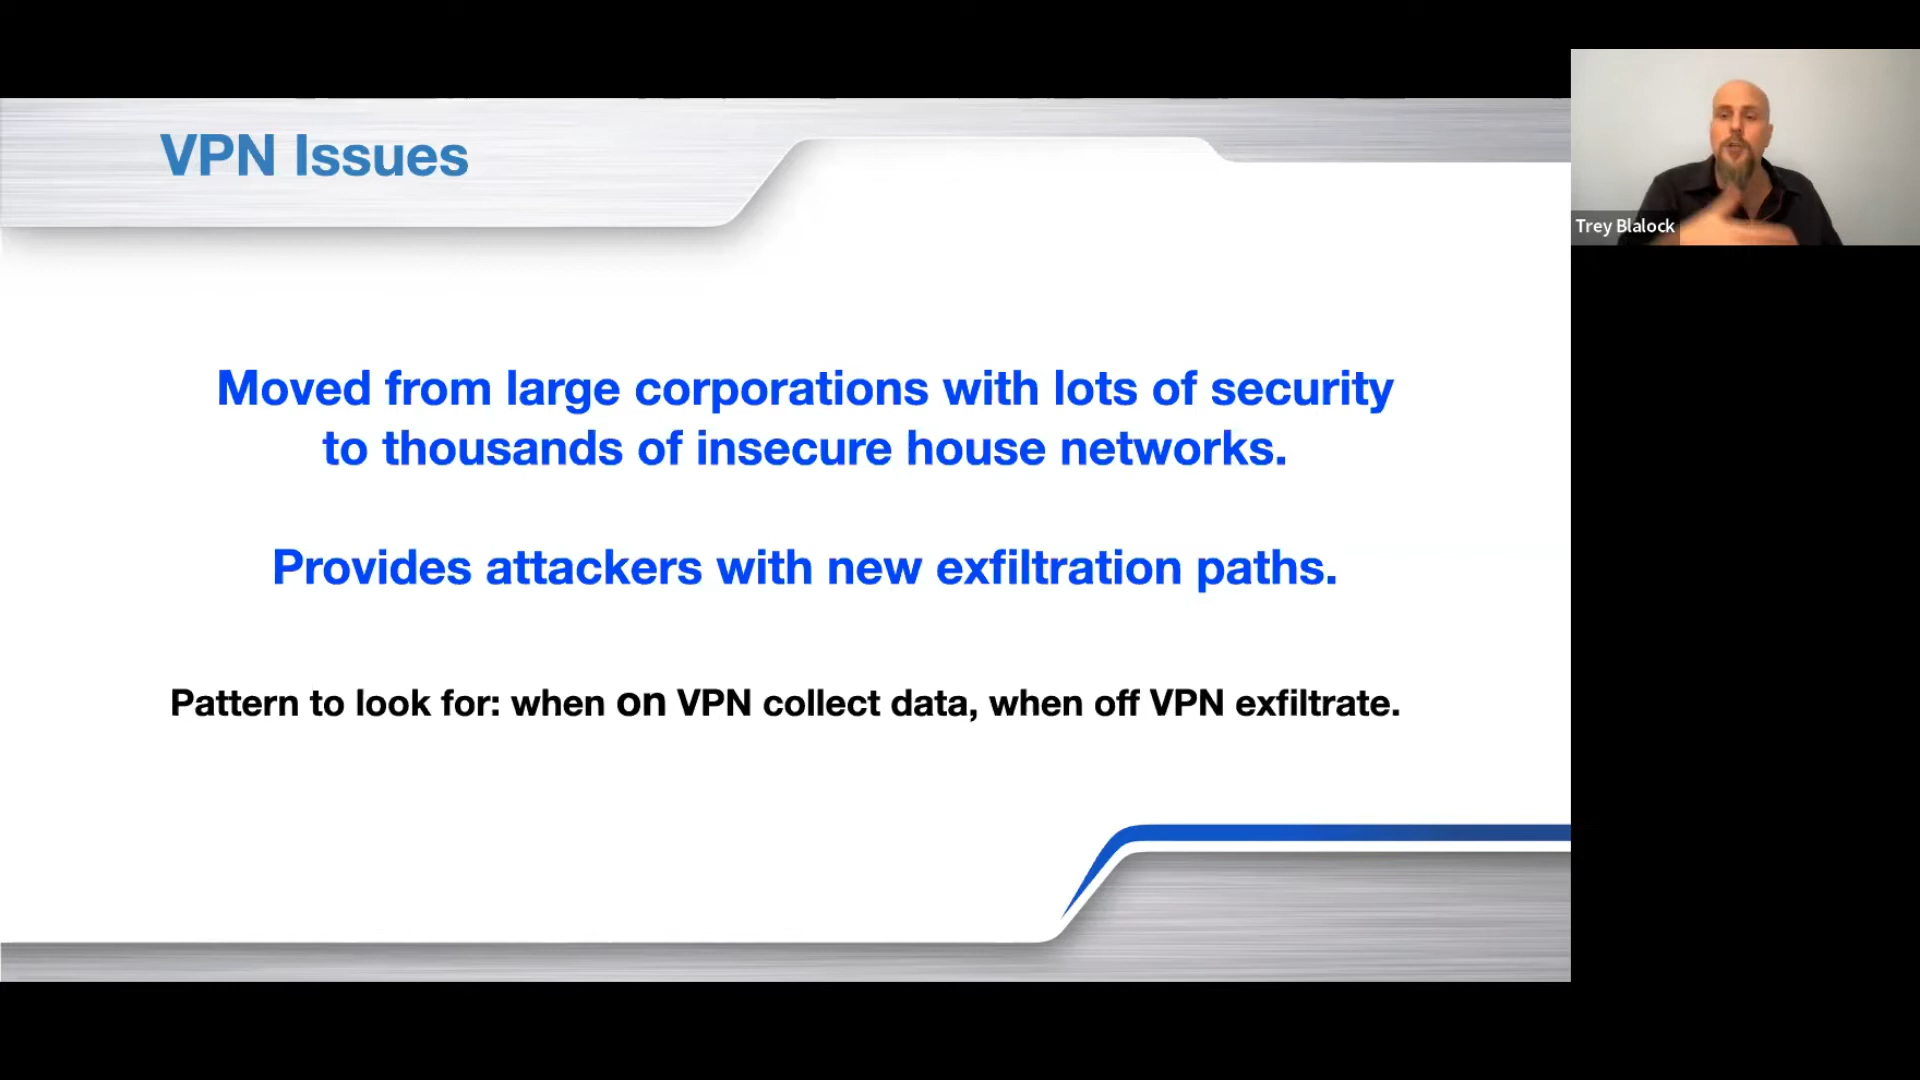 VPN Issues
Trey Blalock
Moved from large corporations with lots of security
to thousands of insecure house networks.
Provides attackers with new exfiltration paths.
Pattern to look for: when on VPN collect data, when off VPN exfiltrate.